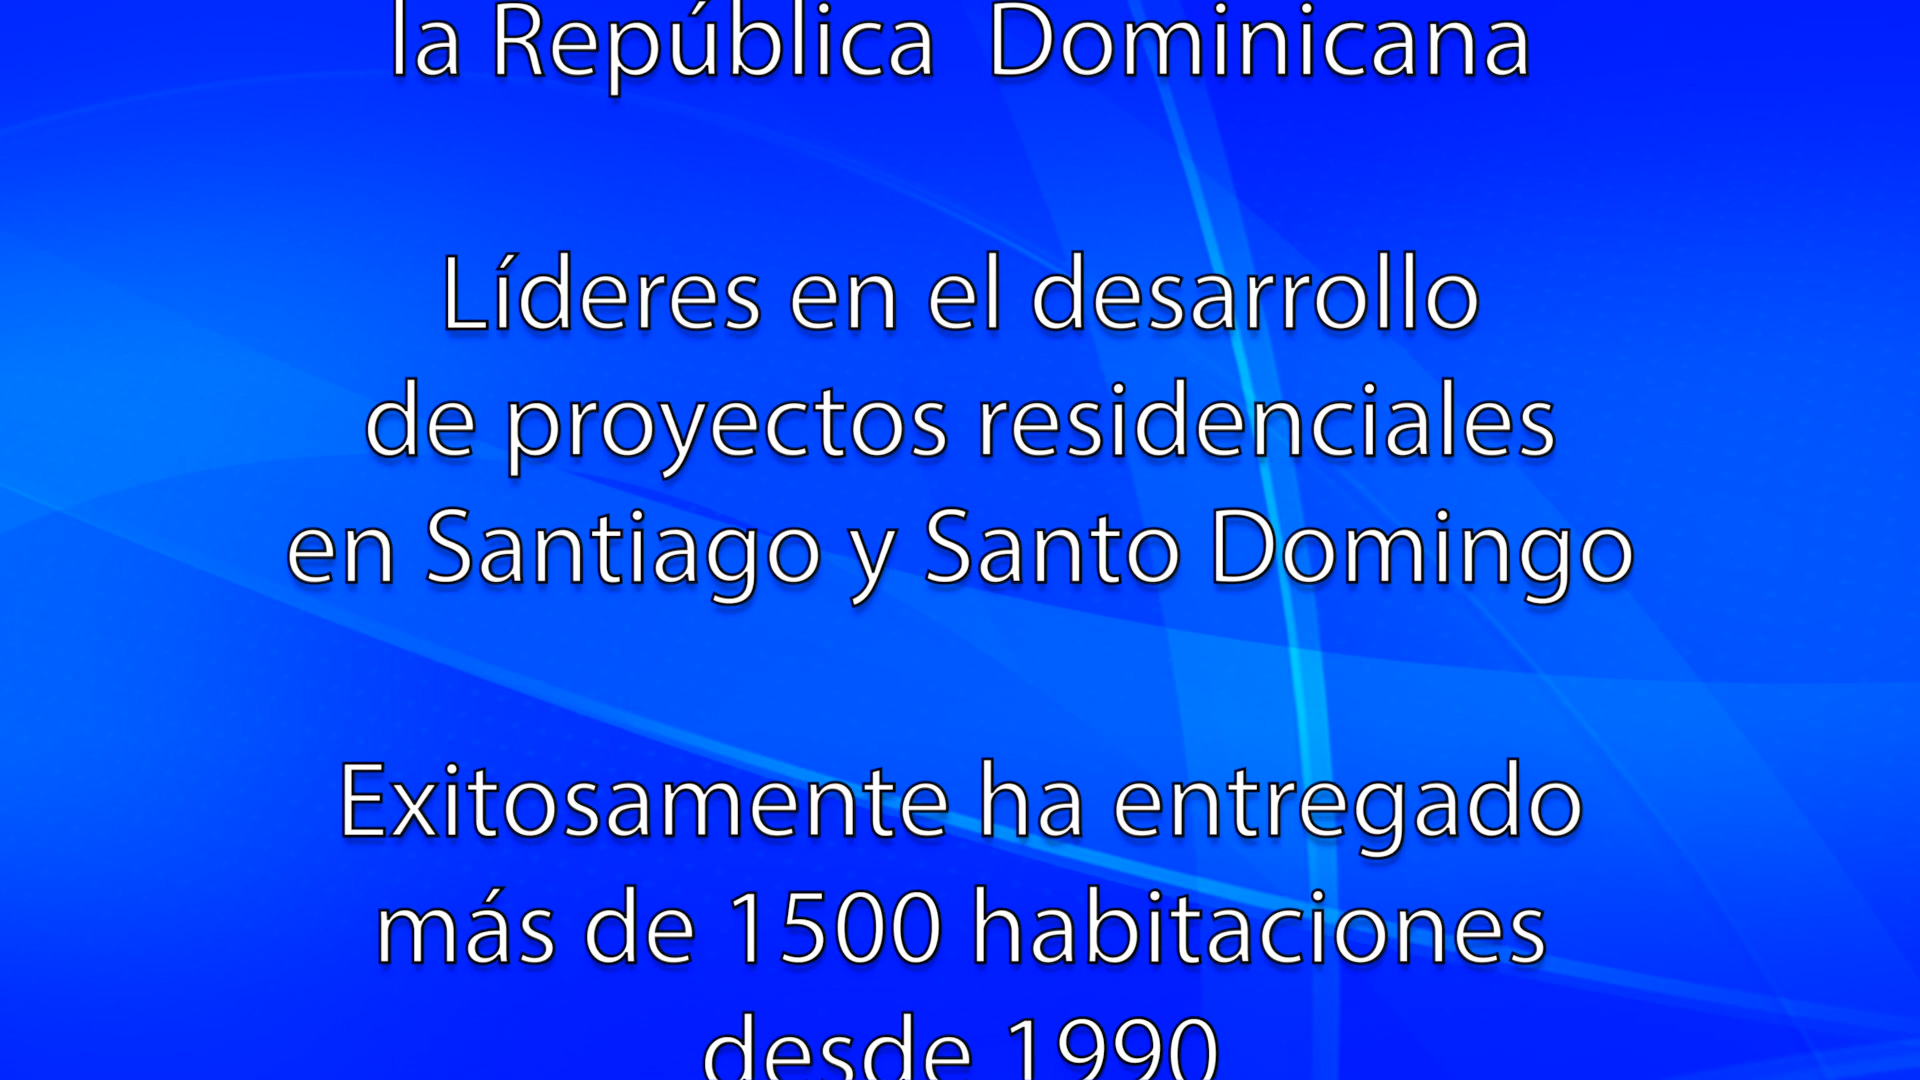 la República  Dominicana
Líderes en el desarrollo
de proyectos residenciales
en Santiago y Santo Domingo
Exitosamente ha entregado
más de 1500 habitaciones
desde 1990